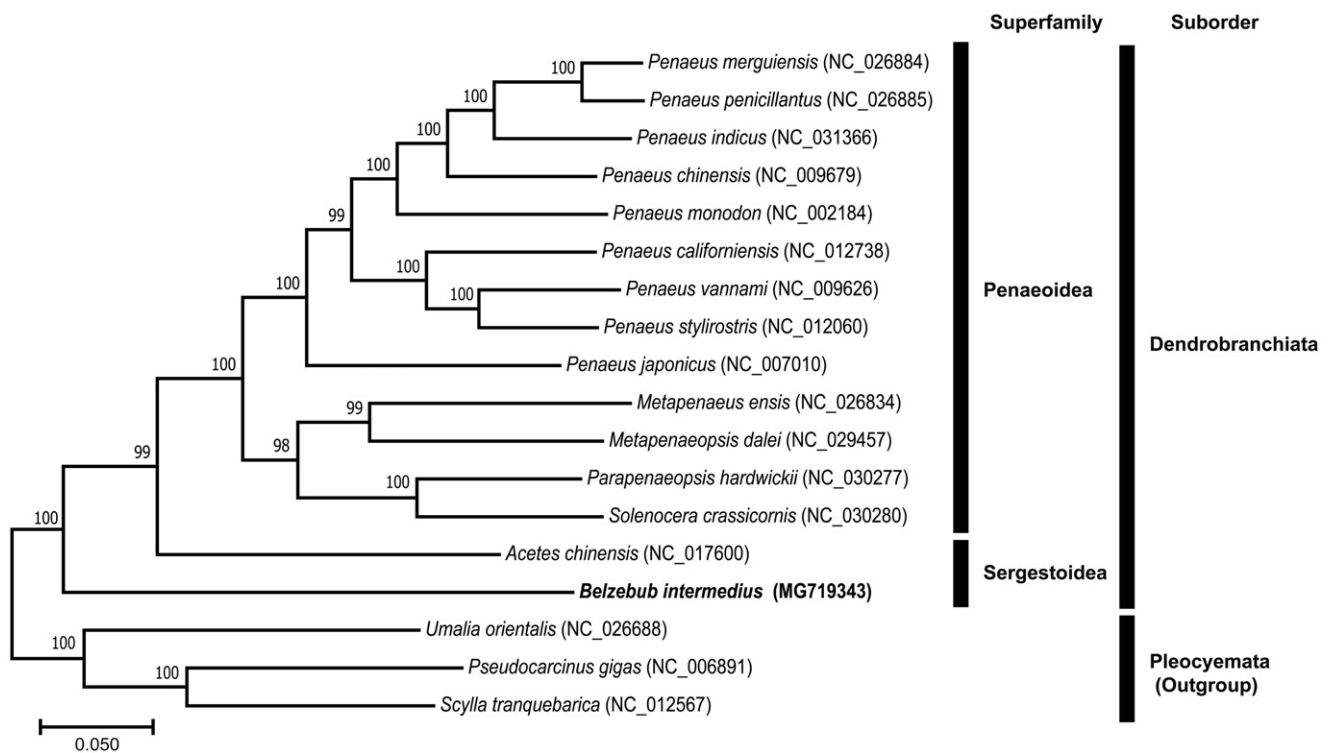 Superfamily Suborder
100 Penaeus merguiensis (NC_026884)
100 Penaeus penicillantus (NC_026885)
100 Penaeus indicus (NC_031366)
100 Penaeus chinensis (NC_009679)
99 Penaeus monodon (NC_002184)
100 Penaeus californiensis (NC_012738)
100 100 Penaeus vannami (NC_009626) Penaeoidea
Penaeus stylirostris (NC_012060)
Dendrobranchiata
100 Penaeus japonicus (NC_007010)
99 Metapenaeus ensis (NC_026834)
99 98 Metapenaeopsis dalei (NC_029457)
100 Parapenaeopsis hardwickii (NC_030277)
100 Solenocera crassicornis (NC_030280)
Acetes chinensis (NC_017600)
Sergestoidea
Belzebub intermedius (MG719343)
100 Umalia orientalis (NC_026688)
100 Pseudocarcinus gigas (NC_006891) Pleocyemata
(Outgroup)
Scylla tranquebarica (NC_012567)
0.050